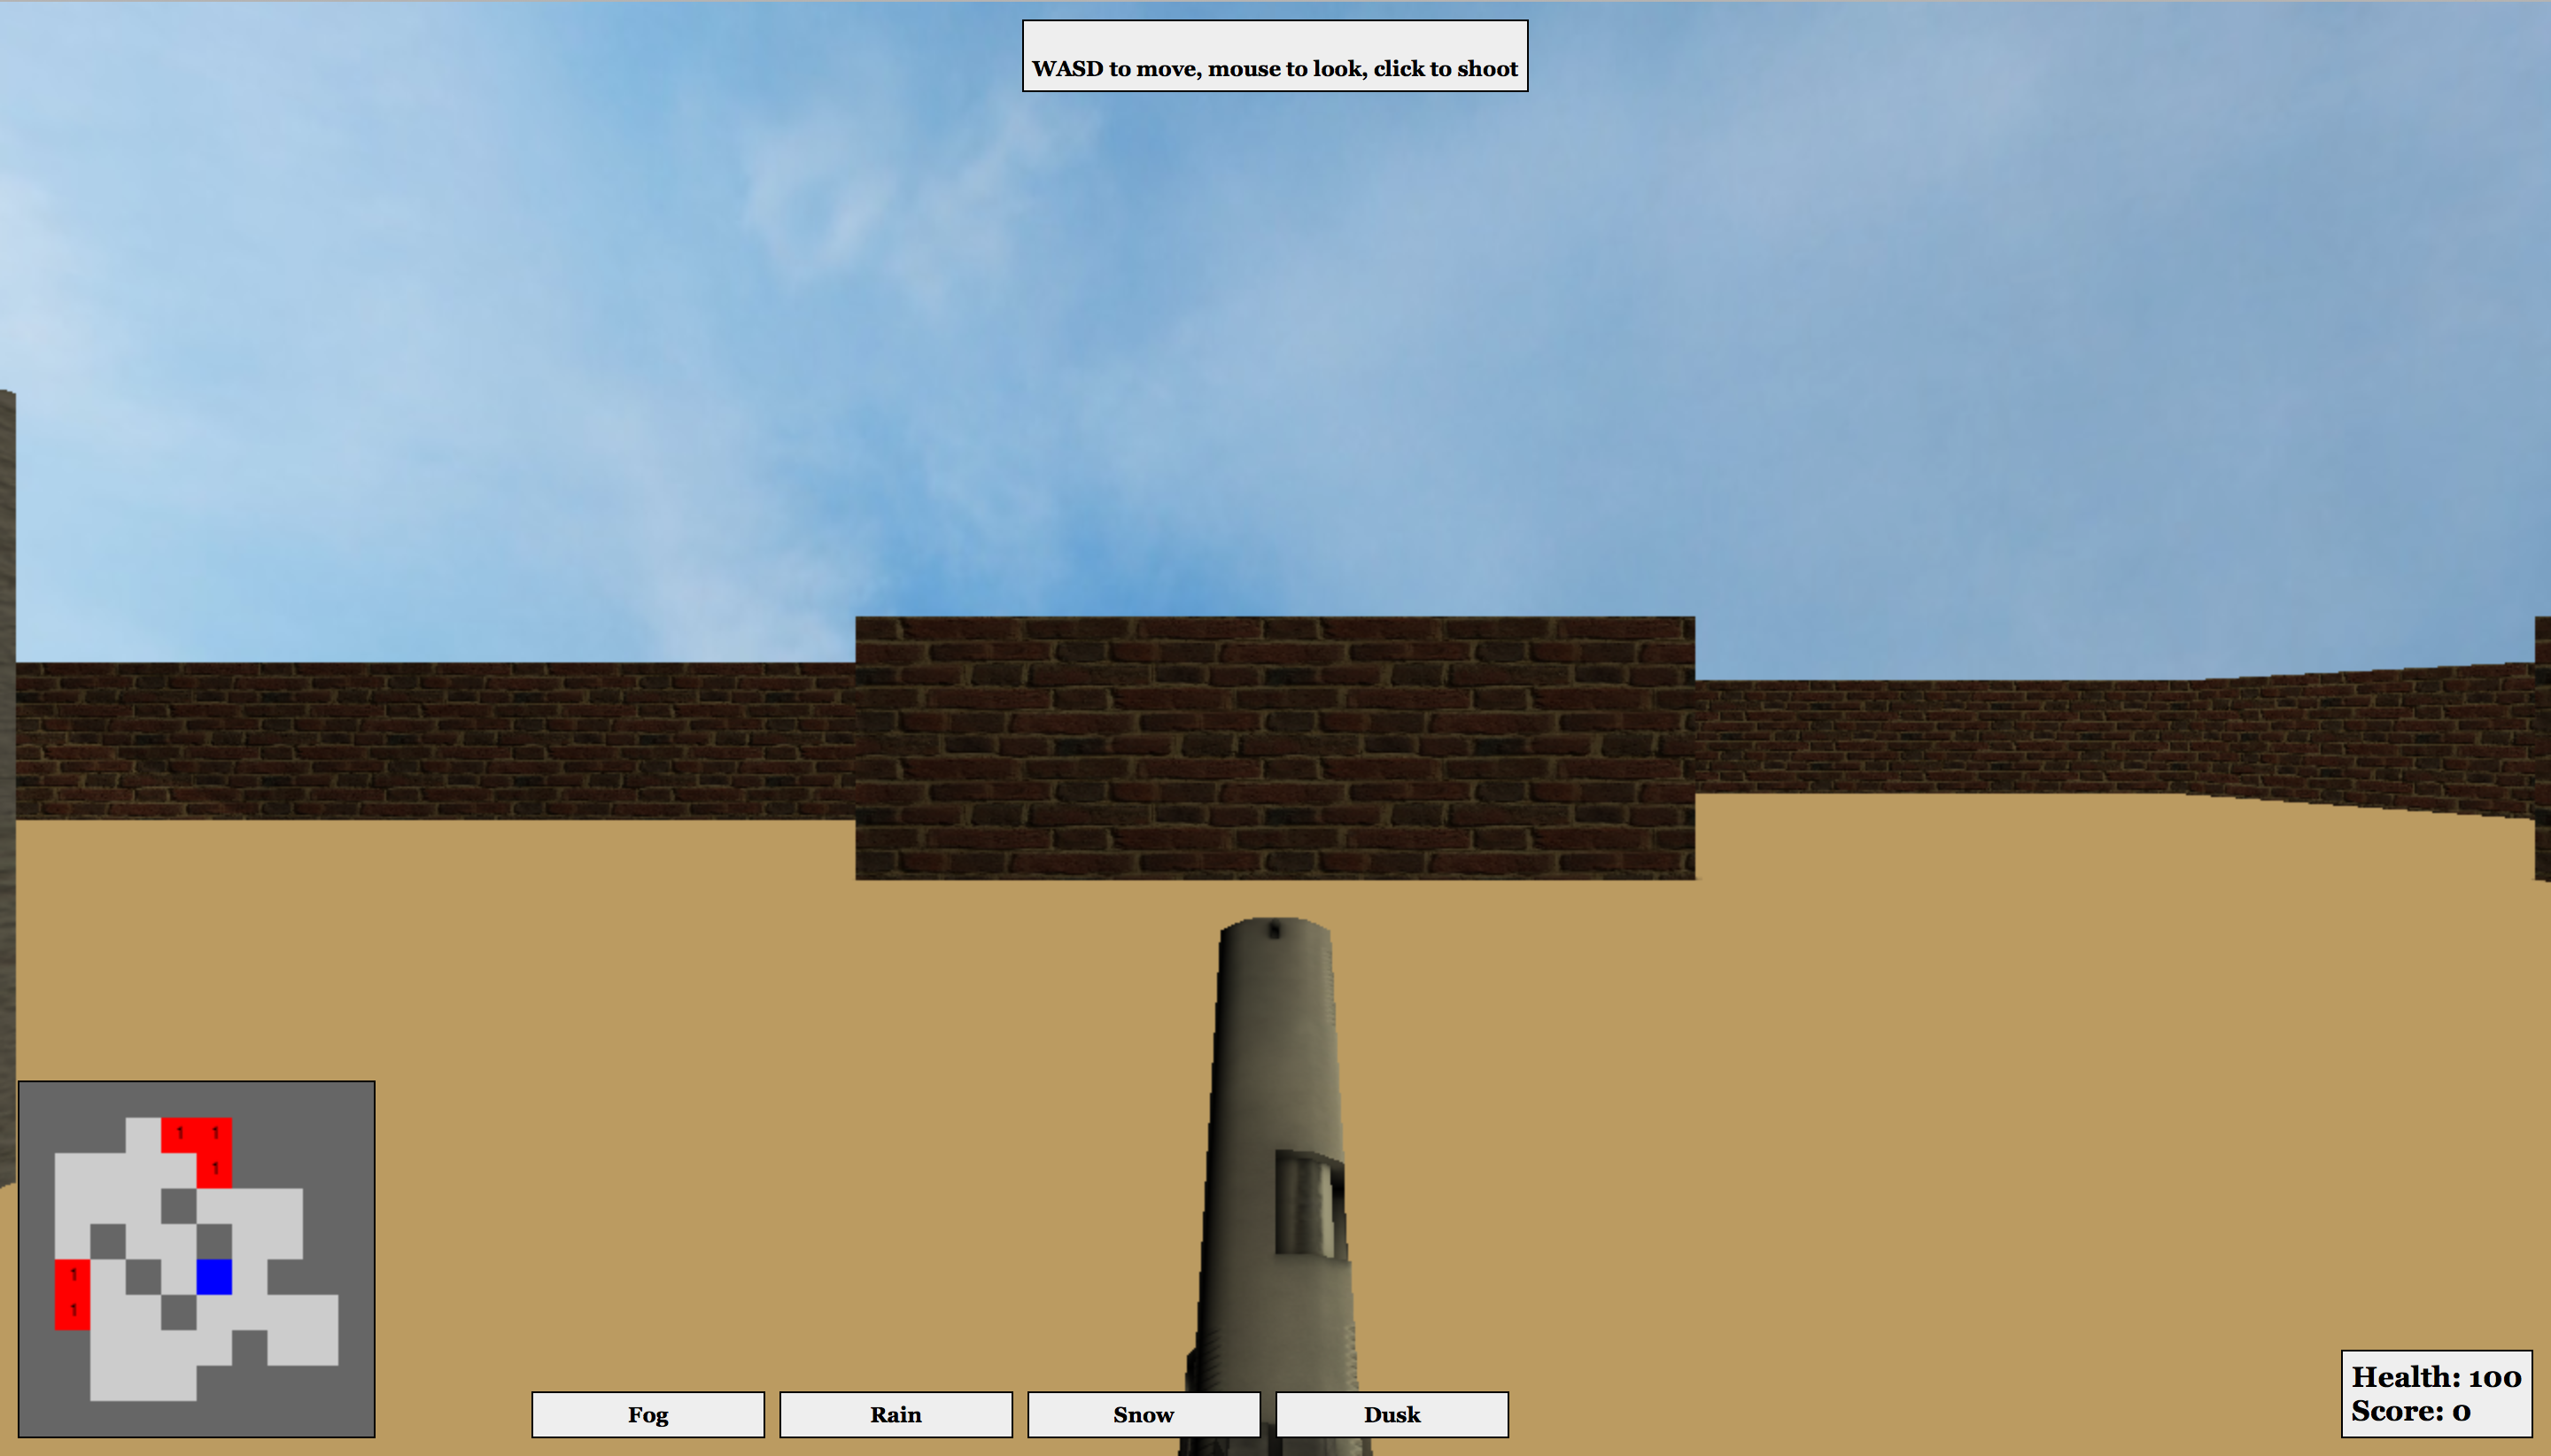 WASD to move, mouse to look, click to shoot
1 1
1
1
1
Fog
Rain
Snow
Dusk
Health: 100
Score: 0